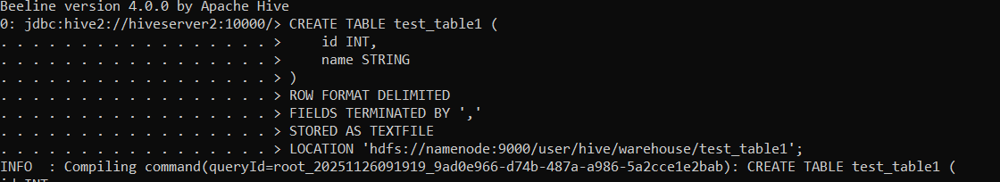 Beeline version 4.0.0 by Apache Hive
0: jdbc:hive2://hiveserver2:10000/> CREATE TABLE test_table1 (
. . . . . . . . . . . . . . . . . >     id INT,
. . . . . . . . . . . . . . . . . >     name STRING
. . . . . . . . . . . . . . . . . > )
. . . . . . . . . . . . . . . . . > ROW FORMAT DELIMITED
. . . . . . . . . . . . . . . . . > FIELDS TERMINATED BY ','
. . . . . . . . . . . . . . . . . > STORED AS TEXTFILE
. . . . . . . . . . . . . . . . . > LOCATION 'hdfs://namenode:9000/user/hive/warehouse/test_table1';
INFO  : Compiling command(queryId=root_20251126091919_9ad0e966-d74b-487a-a986-5a2cce1e2bab): CREATE TABLE test_table1 (
id INT